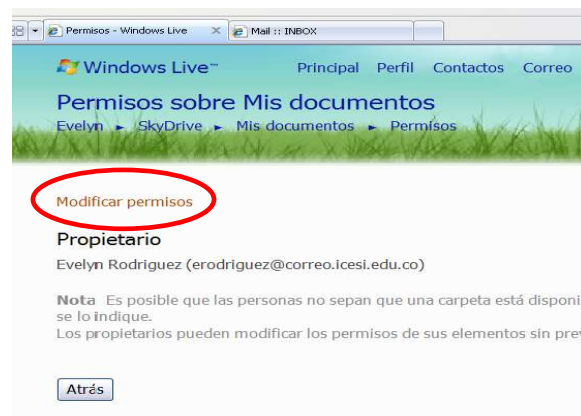 Permisos - Windows Live
Mail :: INBOX
Windows Live™
Principal Perfil Contactos Correo
Permisos sobre Mis documentos
Evelyn ► SkyDrive ► Mis documentos ► Permisos
Modificar permisos
Propietario
Evelyn Rodriguez (erodriguez@correo.icesi.edu.co)
Nota Es posible que las personas no sepan que una carpeta está disponi
se lo indique.
Los propietarios pueden modificar los permisos de sus elementos sin prev
Atrás